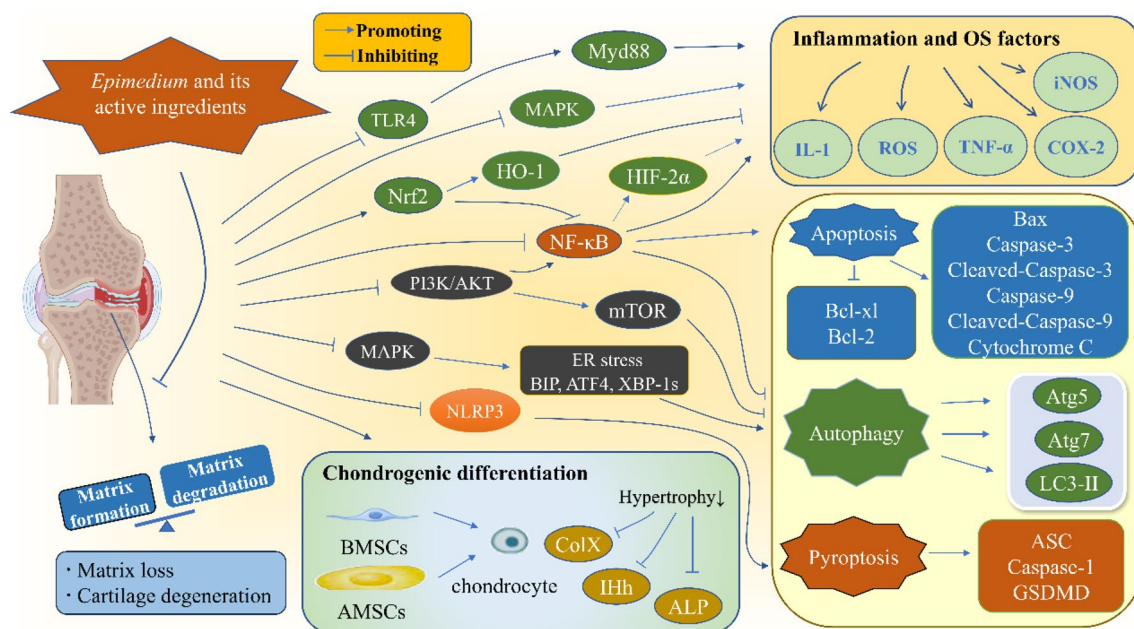 Promoting
Inhibiting
Epimedium and its
active ingredients
TLR4
Myd88
MAPK
HO-1
Nrf2
HIF-2α
NF-κB
PI3K/AKT
mTOR
MAPK
ER stress
BIP, ATF4, XBP-1s
NLRP3
Inflammation and OS factors
iNOS
IL-1
ROS
TNF-α
COX-2
Apoptosis
Bcl-xl
Bcl-2
Bax
Caspase-3
Cleaved-Caspase-3
Caspase-9
Cleaved-Caspase-9
Cytochrome C
Autophagy
Atg5
Atg7
LC3-II
Pyroptosis
ASC
Caspase-1
GSDMD
Matrix
formation
Matrix
degradation
· Matrix loss
· Cartilage degeneration
Chondrogenic differentiation
BMSCs
AMSCs
chondrocyte
Hypertrophy↓
ColX
IHh
ALP